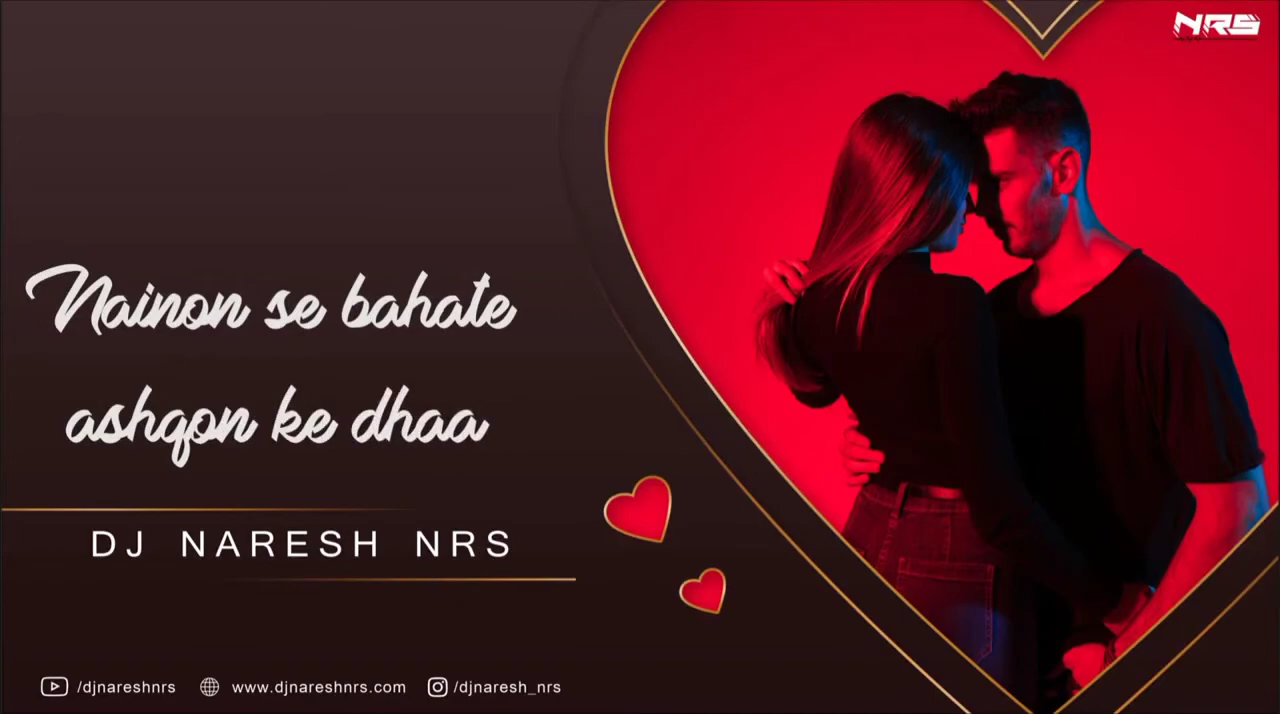 NRS
Nainon se bahate
ashqon ke dhaa
DJ NARESH NRS
/djnareshnrs www.djnareshnrs.com /djnaresh_nrs